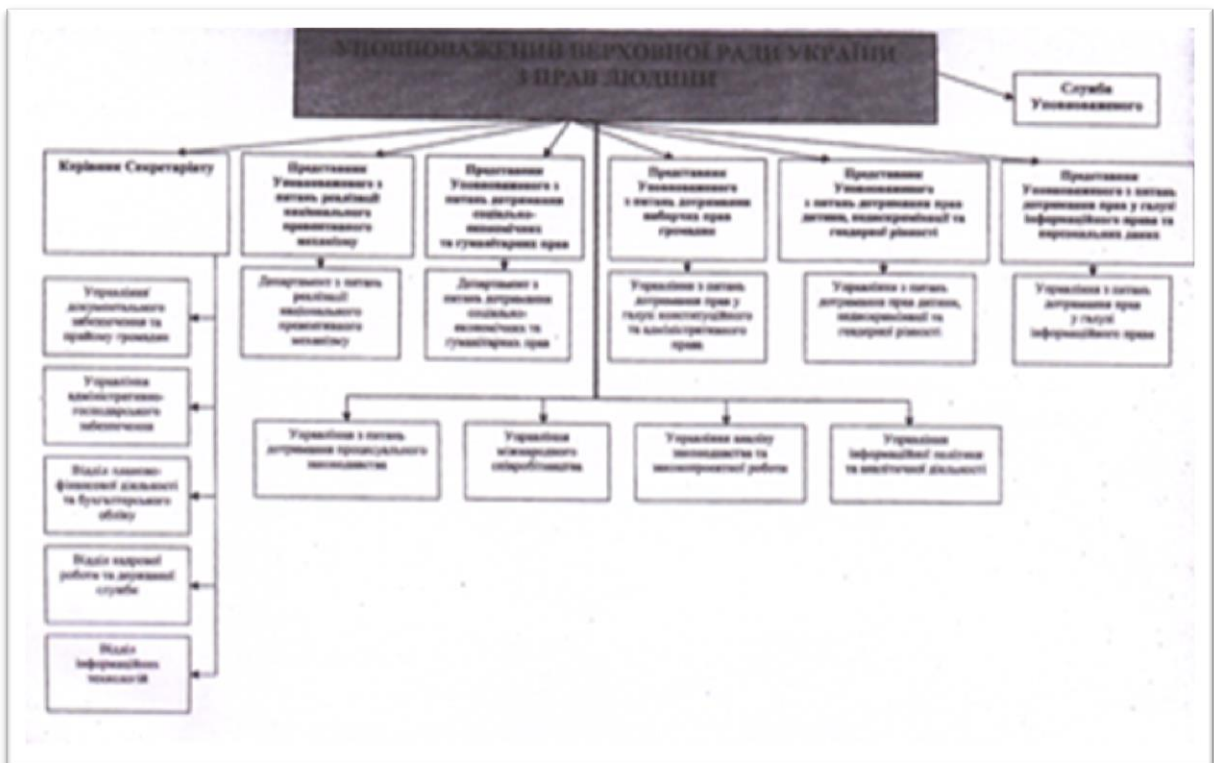 УПОВНОВАЖЕНИЙ ВЕРХОВНОЇ РАДИ УКРАЇНИ
З ПРАВ ЛЮДИНИ
Служба
Уповноваженого
Керівник Секретаріату
Представник
Уповноваженого з
питань реалізації
національного
превентивного
механізму
Представник
Уповноваженого з
питань дотримання
соціально-
економічних
та гуманітарних прав
Представник
Уповноваженого
з питань дотримання
виборчих прав
громадян
Представник
Уповноваженого
з питань дотримання прав
дитини, недискримінації та
гендерної рівності
Представник
Уповноваженого з питань
дотримання прав у галузі
інформаційного права та
персональних даних
Управління
документального
забезпечення та
прийому громадян
Департамент з питань
реалізації
національного
превентивного
механізму
Департамент з
питань дотримання
соціально-
економічних та
гуманітарних прав
Управління з питань
дотримання прав у
галузі конституційного
та адміністративного
права
Управління з питань
дотримання прав дитини,
недискримінації та
гендерної рівності
Управління з питань
дотримання прав
у галузі
інформаційного права
Управління
адміністративно-
господарського
забезпечення
Управління з питань
дотримання процесуального
законодавства
Управління
міжнародного
співробітництва
Управління аналізу
законодавства та
законопроектної роботи
Управління
інформаційної політики
та аналітичної діяльності
Відділ планово-
фінансової діяльності
та бухгалтерського
обліку
Відділ кадрової
роботи та державної
служби
Відділ
інформаційних
технологій